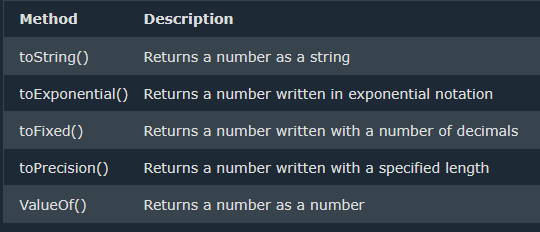 Method Description
toString() Returns a number as a string
toExponential() Returns a number written in exponential notation
toFixed() Returns a number written with a number of decimals
toPrecision() Returns a number written with a specified length
ValueOf() Returns a number as a number